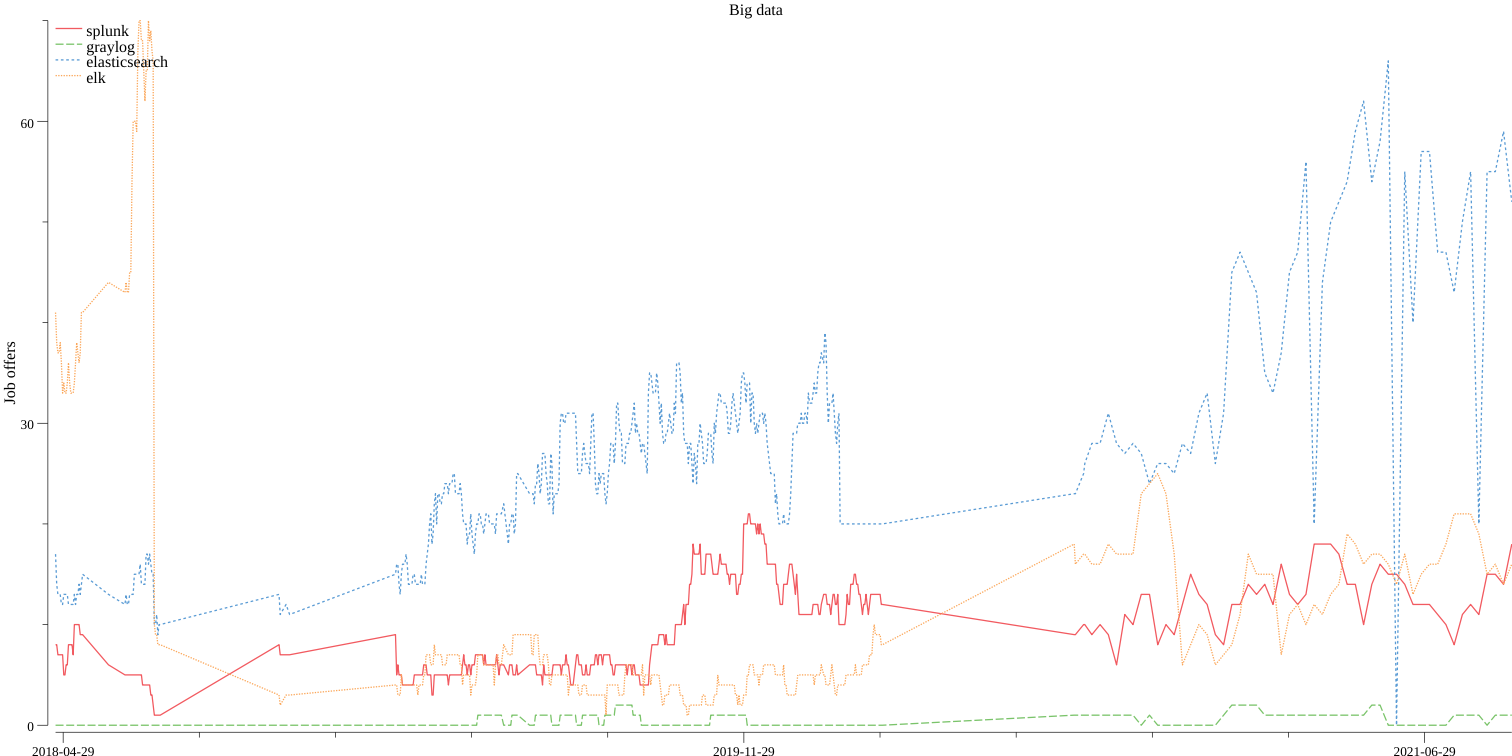 Big data
splunk
graylog
elasticsearch
elk
60
30
0
Job offers
2018-04-29
2019-11-29
2021-06-29